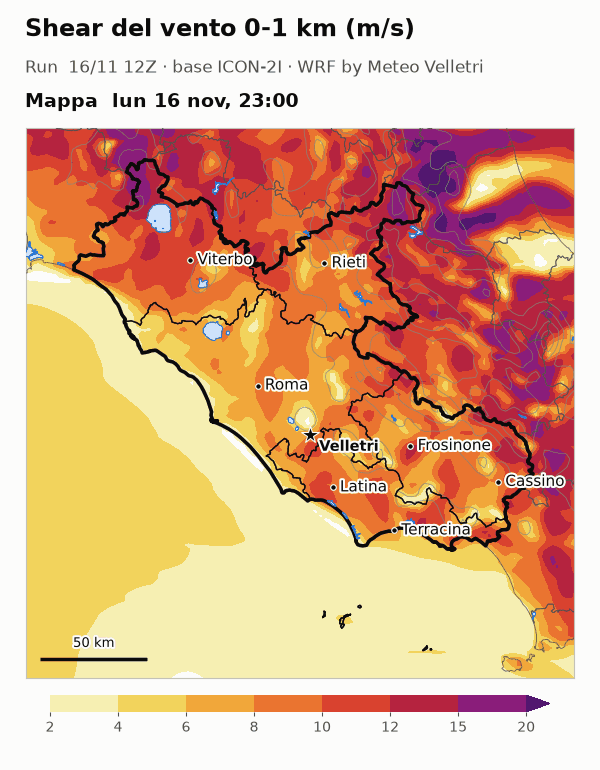 Shear del vento 0-1 km (m/s)
Run  16/11 12Z · base ICON-2I · WRF by Meteo Velletri
Mappa  lun 16 nov, 23:00
Viterbo
Rieti
Roma
Velletri
Frosinone
Latina
Cassino
Terracina
50 km
2 4 6 8 10 12 15 20